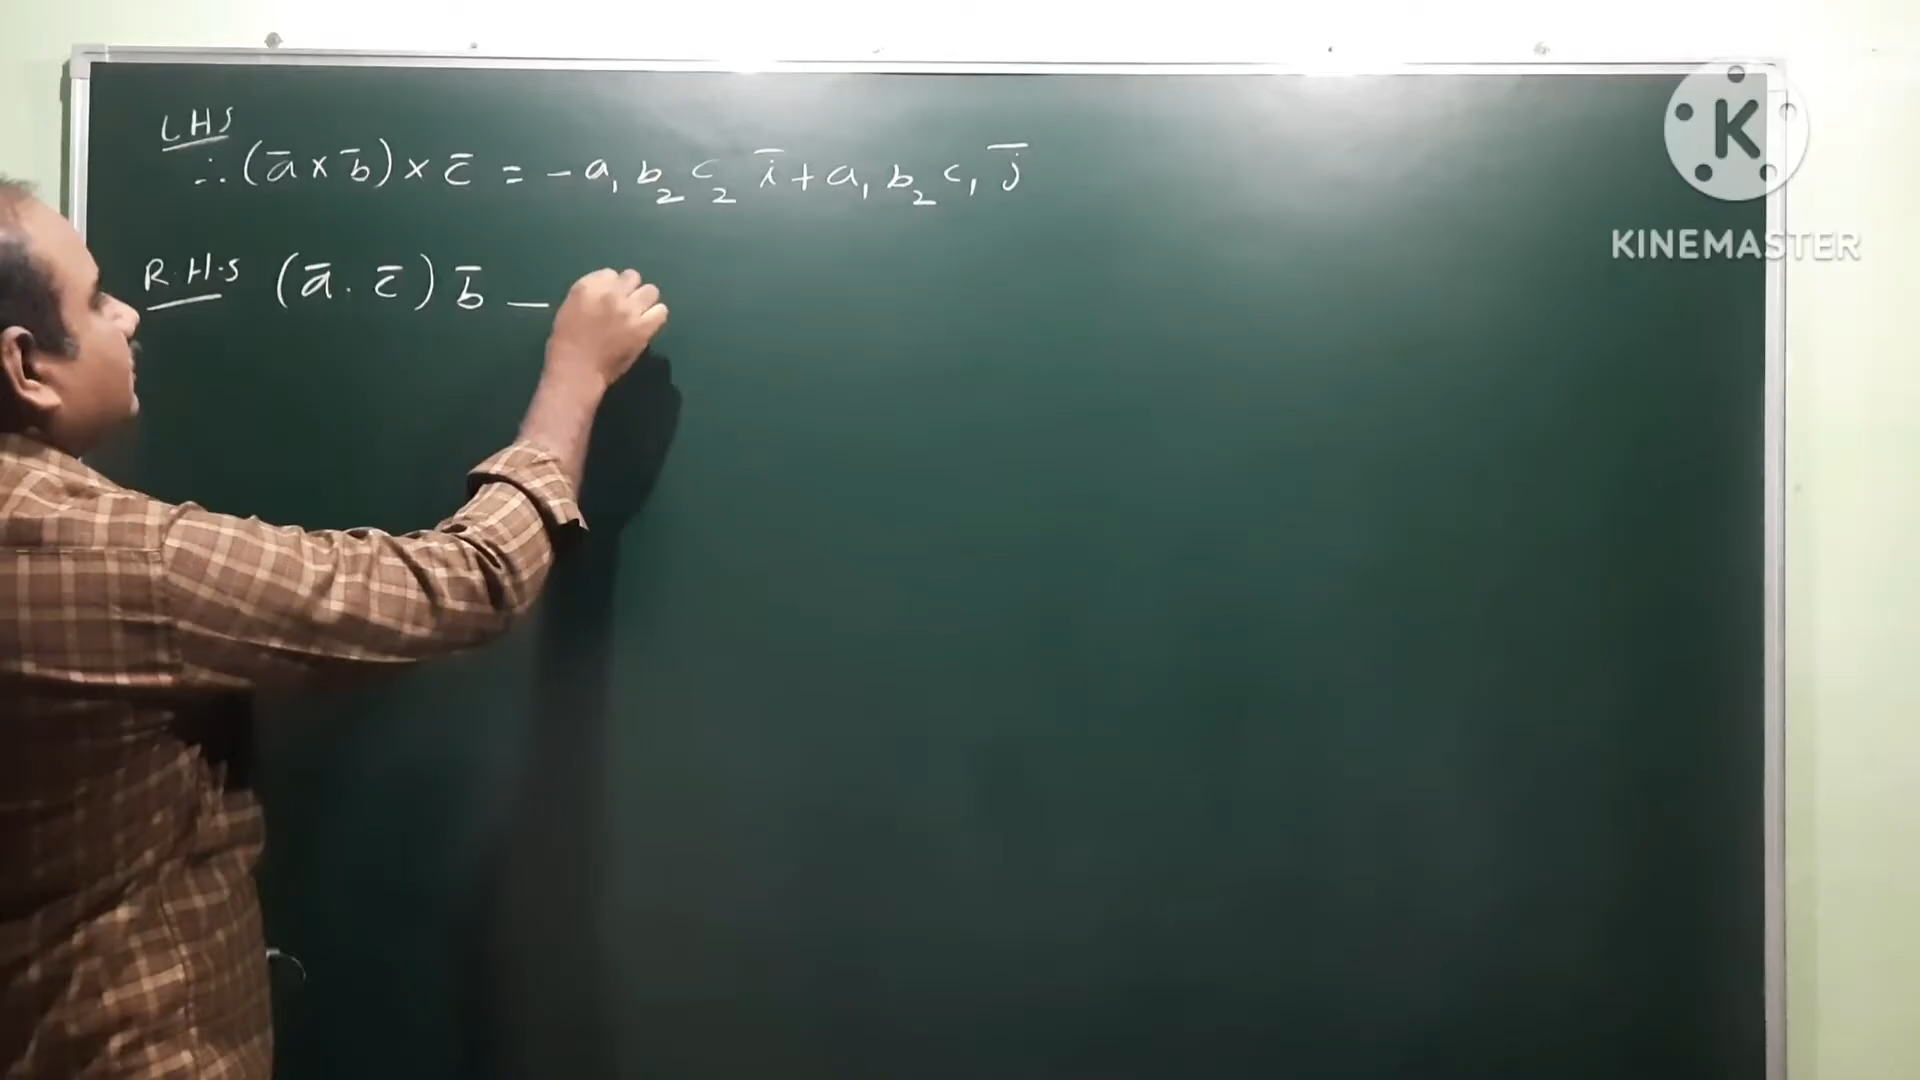 LHS
∴ (a̅ × b̅) × c̅ = - a₁ b₂ c₂ i̅ + a₁ b₂ c₁ j̅
R.H.S (a̅ . c̅) b̅ —
K
KINEMASTER